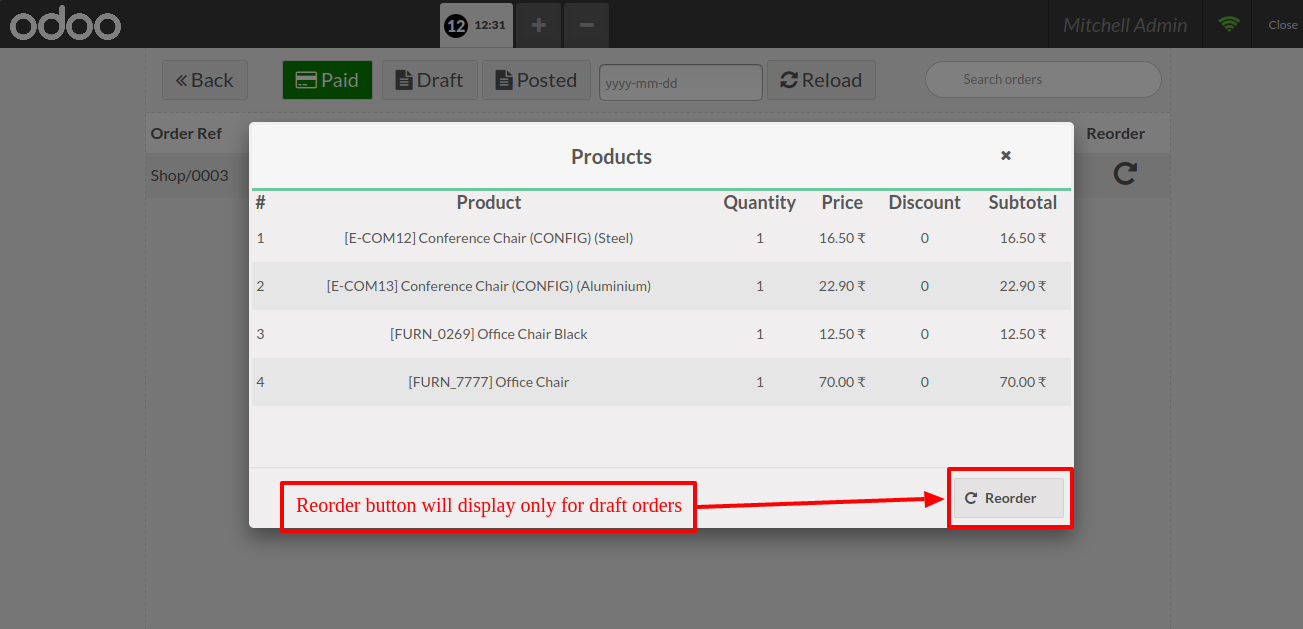 odoo 12 12:31 + − Mitchell Admin Close
« Back Paid Draft Posted yyyy-mm-dd Reload Search orders
Order Ref Reorder
Shop/0003
Products ×
# Product Quantity Price Discount Subtotal
1 [E-COM12] Conference Chair (CONFIG) (Steel) 1 16.50 ₹ 0 16.50 ₹
2 [E-COM13] Conference Chair (CONFIG) (Aluminium) 1 22.90 ₹ 0 22.90 ₹
3 [FURN_0269] Office Chair Black 1 12.50 ₹ 0 12.50 ₹
4 [FURN_7777] Office Chair 1 70.00 ₹ 0 70.00 ₹
Reorder button will display only for draft orders
Reorder